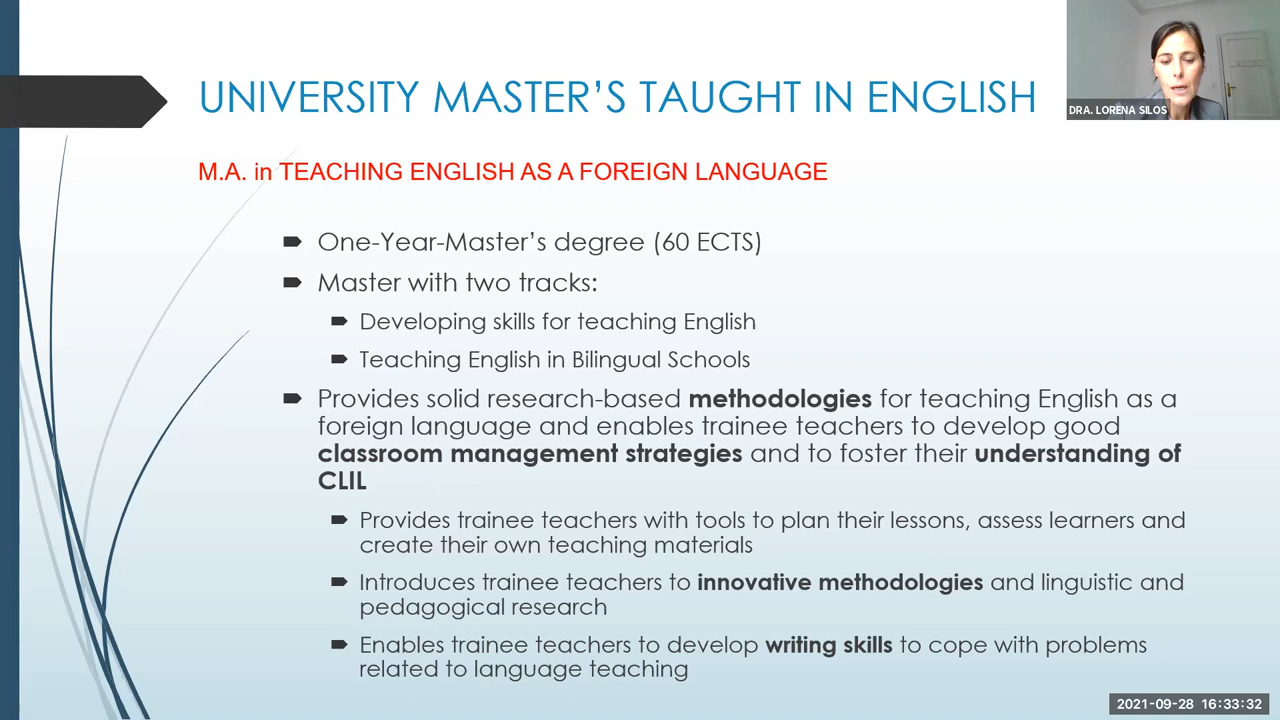 UNIVERSITY MASTER'S TAUGHT IN ENGLISH
DRA. LORENA SILOS
M.A. in TEACHING ENGLISH AS A FOREIGN LANGUAGE
One-Year-Master's degree (60 ECTS)
Master with two tracks:
Developing skills for teaching English
Teaching English in Bilingual Schools
Provides solid research-based methodologies for teaching English as a
foreign language and enables trainee teachers to develop good
classroom management strategies and to foster their understanding of
CLIL
Provides trainee teachers with tools to plan their lessons, assess learners and
create their own teaching materials
Introduces trainee teachers to innovative methodologies and linguistic and
pedagogical research
Enables trainee teachers to develop writing skills to cope with problems
related to language teaching
2021-09-28 16:33:32